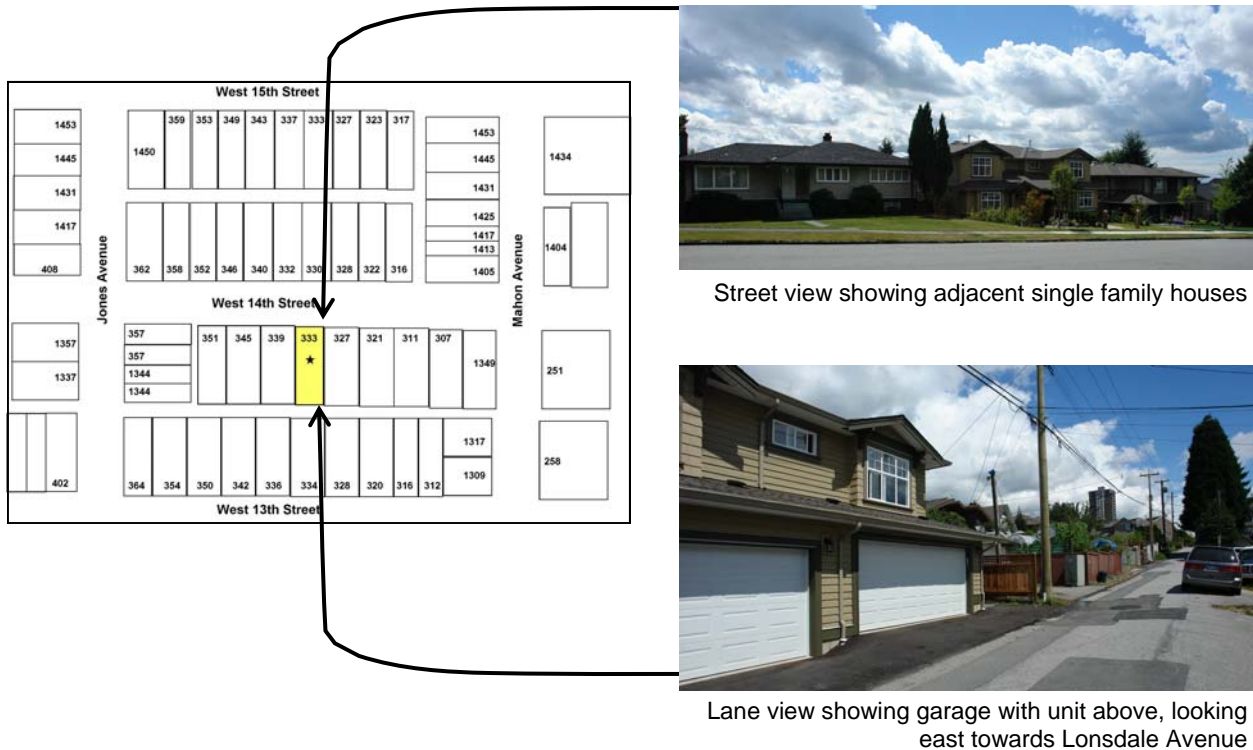 West 15th Street
1453
1445
1431
1417
408
Jones Avenue
1450
359 353 349 343 337 333 327 323 317
362 358 352 346 340 332 330 328 322 316
1453
1445
1431
1425
1417
1413
1405
Mahon Avenue
1434
1404
West 14th Street
1357
1337
402
357
357
1344
1344
351 345 339 333 327 321 311 307
1349
251
258
364 354 350 342 336 334 328 320 316 312
1317
1309
West 13th Street
Street view showing adjacent single family houses
Lane view showing garage with unit above, looking
east towards Lonsdale Avenue